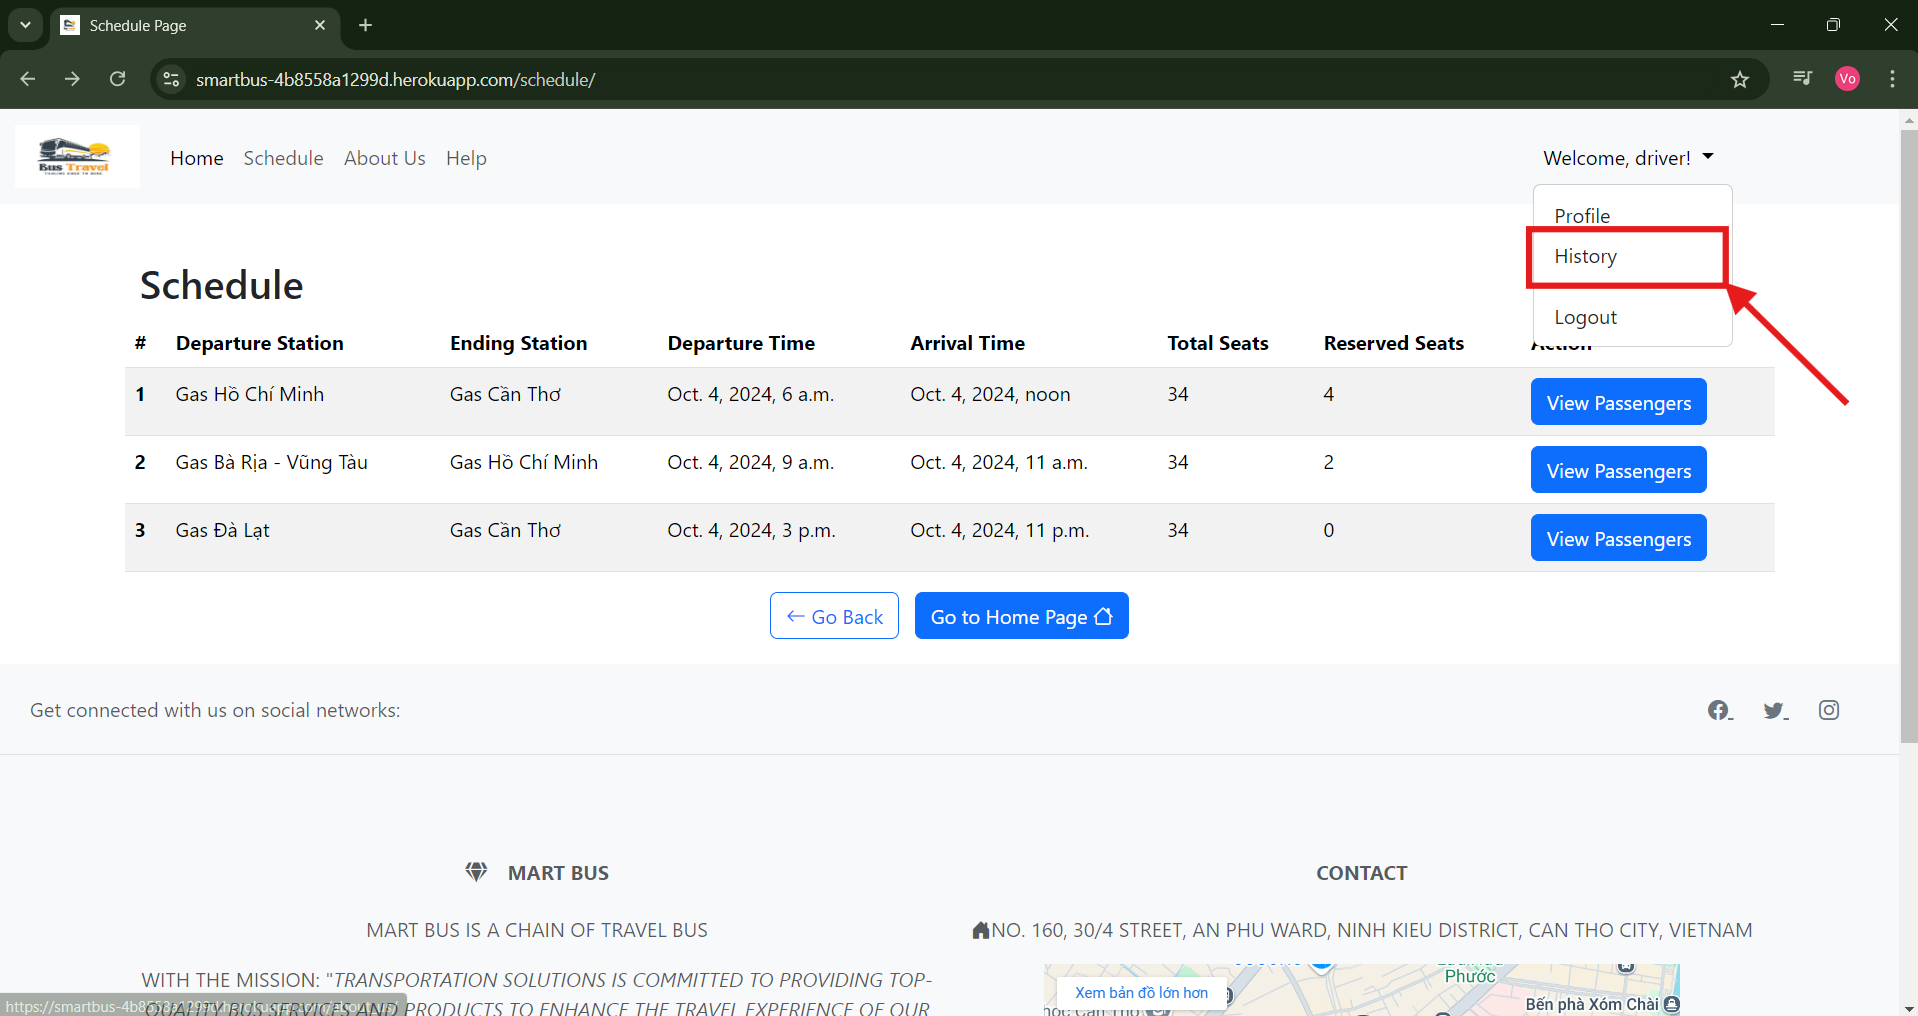 Schedule Page
smartbus-4b8558a1299d.herokuapp.com/schedule/
Vo
Bus Travel
Home Schedule About Us Help
Welcome, driver!
Profile
History
Logout
Schedule
# Departure Station Ending Station Departure Time Arrival Time Total Seats Reserved Seats Action
1 Gas Hồ Chí Minh Gas Cần Thơ Oct. 4, 2024, 6 a.m. Oct. 4, 2024, noon 34 4 View Passengers
2 Gas Bà Rịa - Vũng Tàu Gas Hồ Chí Minh Oct. 4, 2024, 9 a.m. Oct. 4, 2024, 11 a.m. 34 2 View Passengers
3 Gas Đà Lạt Gas Cần Thơ Oct. 4, 2024, 3 p.m. Oct. 4, 2024, 11 p.m. 34 0 View Passengers
← Go Back Go to Home Page
Get connected with us on social networks:
MART BUS
MART BUS IS A CHAIN OF TRAVEL BUS
WITH THE MISSION: "TRANSPORTATION SOLUTIONS IS COMMITTED TO PROVIDING TOP-
QUALITY BUS SERVICES AND PRODUCTS TO ENHANCE THE TRAVEL EXPERIENCE OF OUR
CONTACT
NO. 160, 30/4 STREET, AN PHU WARD, NINH KIEU DISTRICT, CAN THO CITY, VIETNAM
Phước
Xem bản đồ lớn hơn
Bến phà Xóm Chài
https://smartbus-4b8558a1299d.herokuapp.com/about-us/